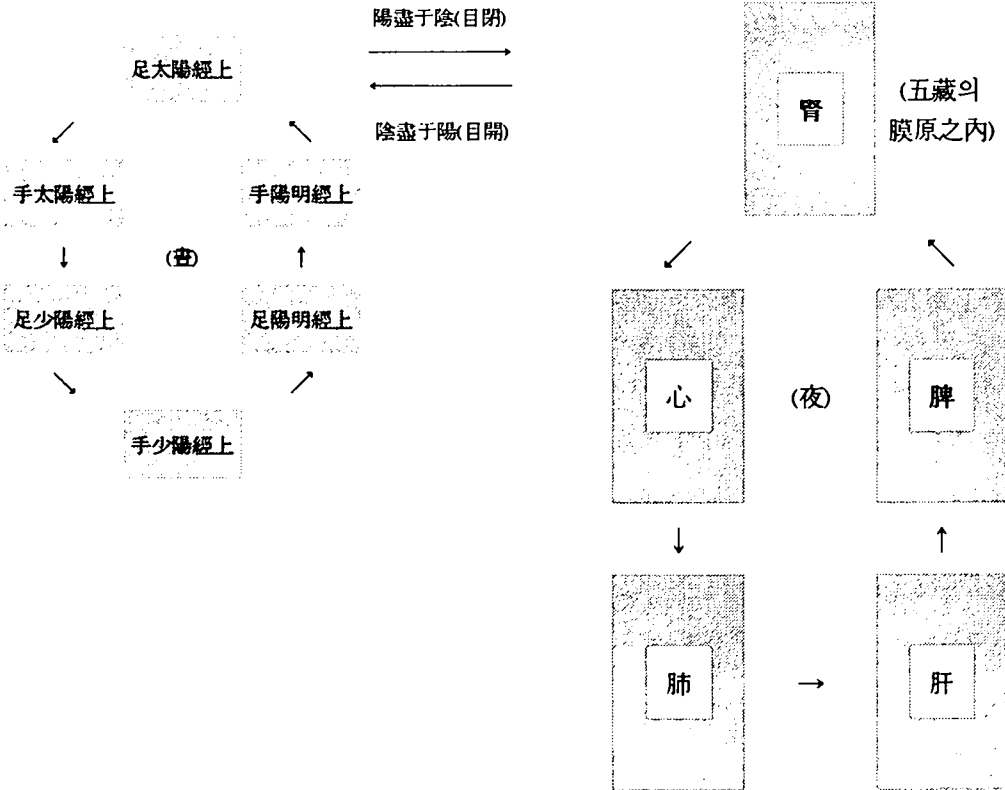 陽盡于陰(目閉)
足太陽經上
陰盡于陽(目開)
手太陽經上
手陽明經上
(晝)
足少陽經上
足陽明經上
手少陽經上
腎
(五藏의
膜原之內)
心
(夜)
脾
肺
肝